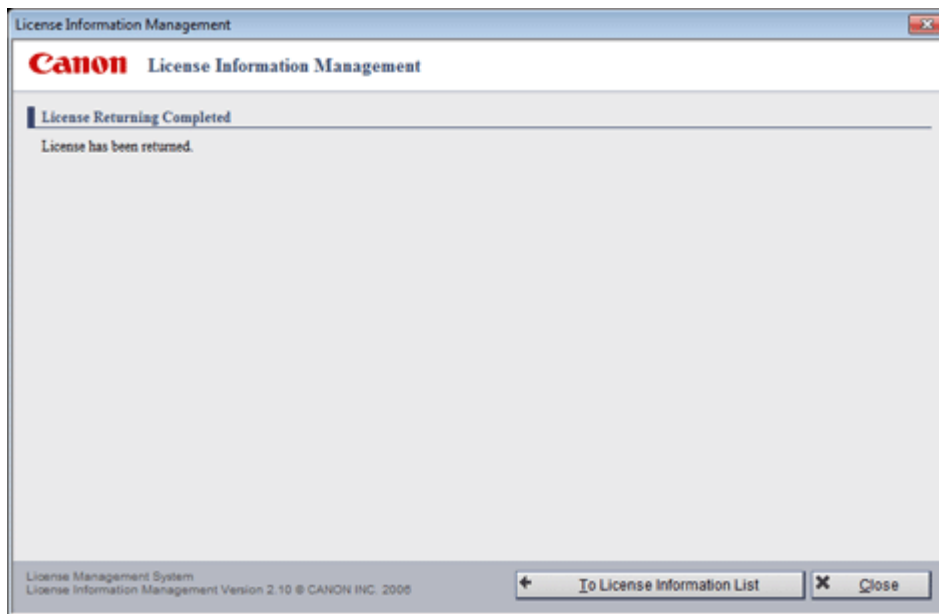 License Information Management
Canon License Information Management
License Returning Completed
License has been returned.
License Management System
License Information Management Version 2.10 © CANON INC. 2006
To License Information List
Close